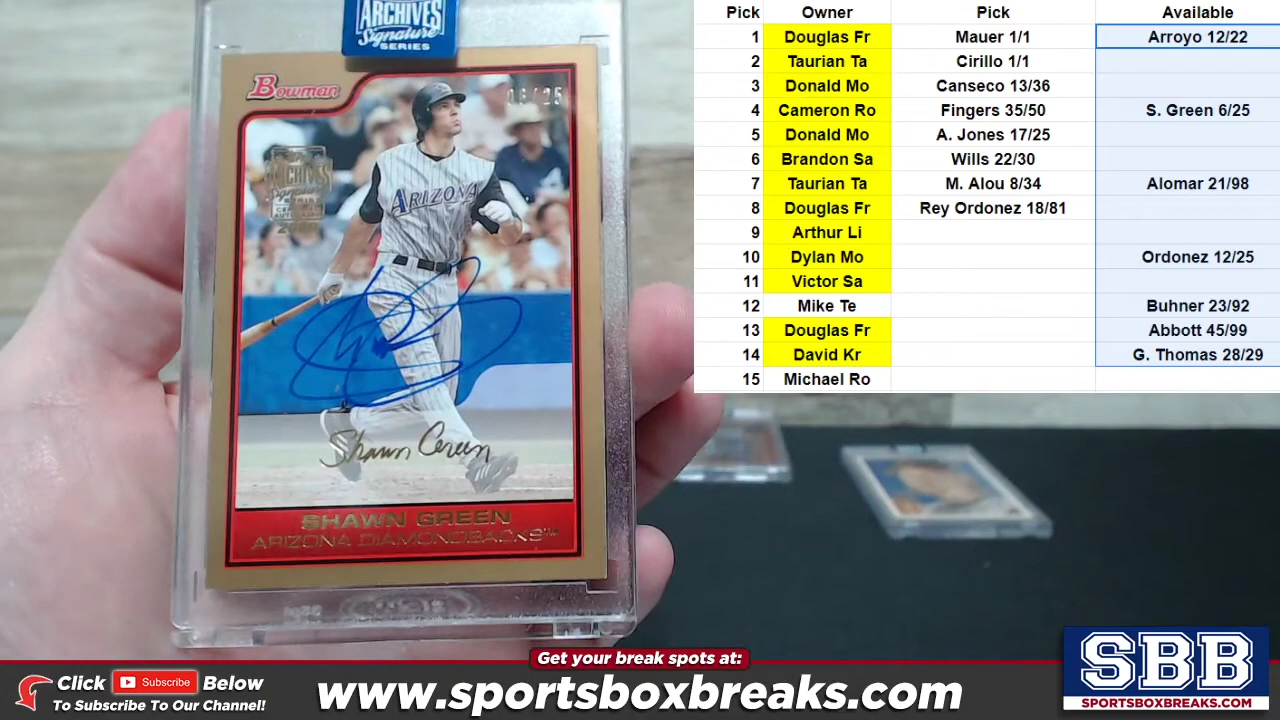 ARCHIVES
Signature
SERIES
Bowman
06/25
ARCHIVES
ARIZONA
Shawn Green
SHAWN GREEN
ARIZONA DIAMONDBACKS™
Pick Owner Pick Available
1 Douglas Fr Mauer 1/1 Arroyo 12/22
2 Taurian Ta Cirillo 1/1
3 Donald Mo Canseco 13/36
4 Cameron Ro Fingers 35/50 S. Green 6/25
5 Donald Mo A. Jones 17/25
6 Brandon Sa Wills 22/30
7 Taurian Ta M. Alou 8/34 Alomar 21/98
8 Douglas Fr Rey Ordonez 18/81
9 Arthur Li
10 Dylan Mo Ordonez 12/25
11 Victor Sa
12 Mike Te Buhner 23/92
13 Douglas Fr Abbott 45/99
14 David Kr G. Thomas 28/29
15 Michael Ro
Get your break spots at:
Click Subscribe Below
To Subscribe To Our Channel!
www.sportsboxbreaks.com
SBB
SPORTSBOXBREAKS.COM